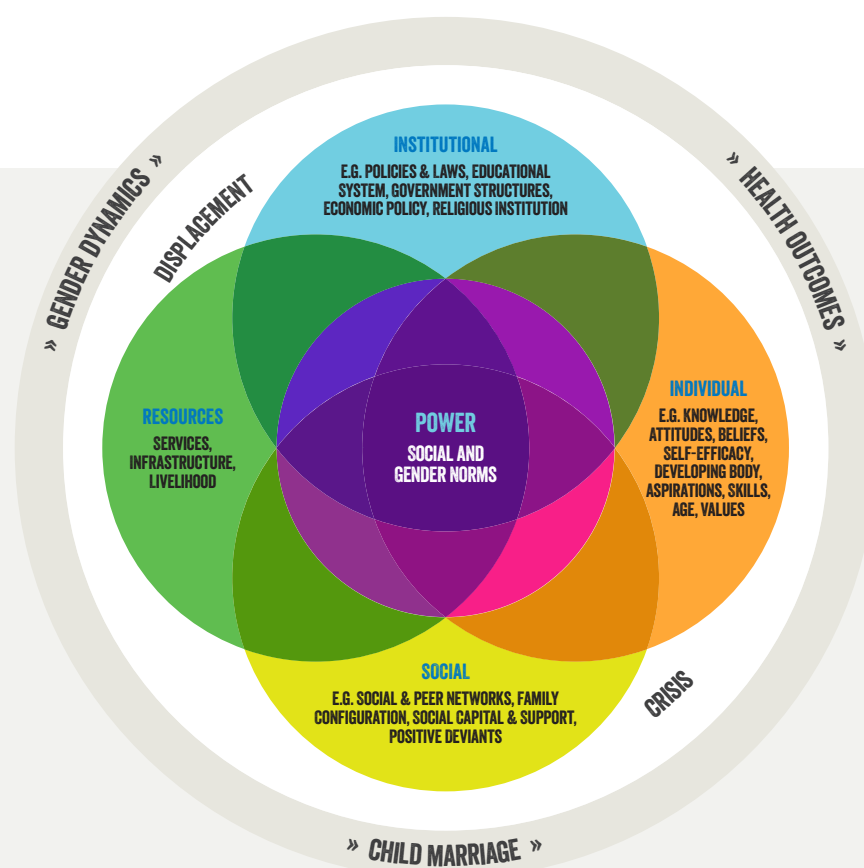 » GENDER DYNAMICS »
DISPLACEMENT
» HEALTH OUTCOMES »
INSTITUTIONAL
E.G. POLICIES & LAWS, EDUCATIONAL
SYSTEM, GOVERNMENT STRUCTURES,
ECONOMIC POLICY, RELIGIOUS INSTITUTION
RESOURCES
SERVICES,
INFRASTRUCTURE,
LIVELIHOOD
POWER
SOCIAL AND
GENDER NORMS
INDIVIDUAL
E.G. KNOWLEDGE,
ATTITUDES, BELIEFS,
SELF-EFFICACY,
DEVELOPING BODY,
ASPIRATIONS, SKILLS,
AGE, VALUES
SOCIAL
E.G. SOCIAL & PEER NETWORKS, FAMILY
CONFIGURATION, SOCIAL CAPITAL & SUPPORT,
POSITIVE DEVIANTS
CRISIS
» CHILD MARRIAGE »